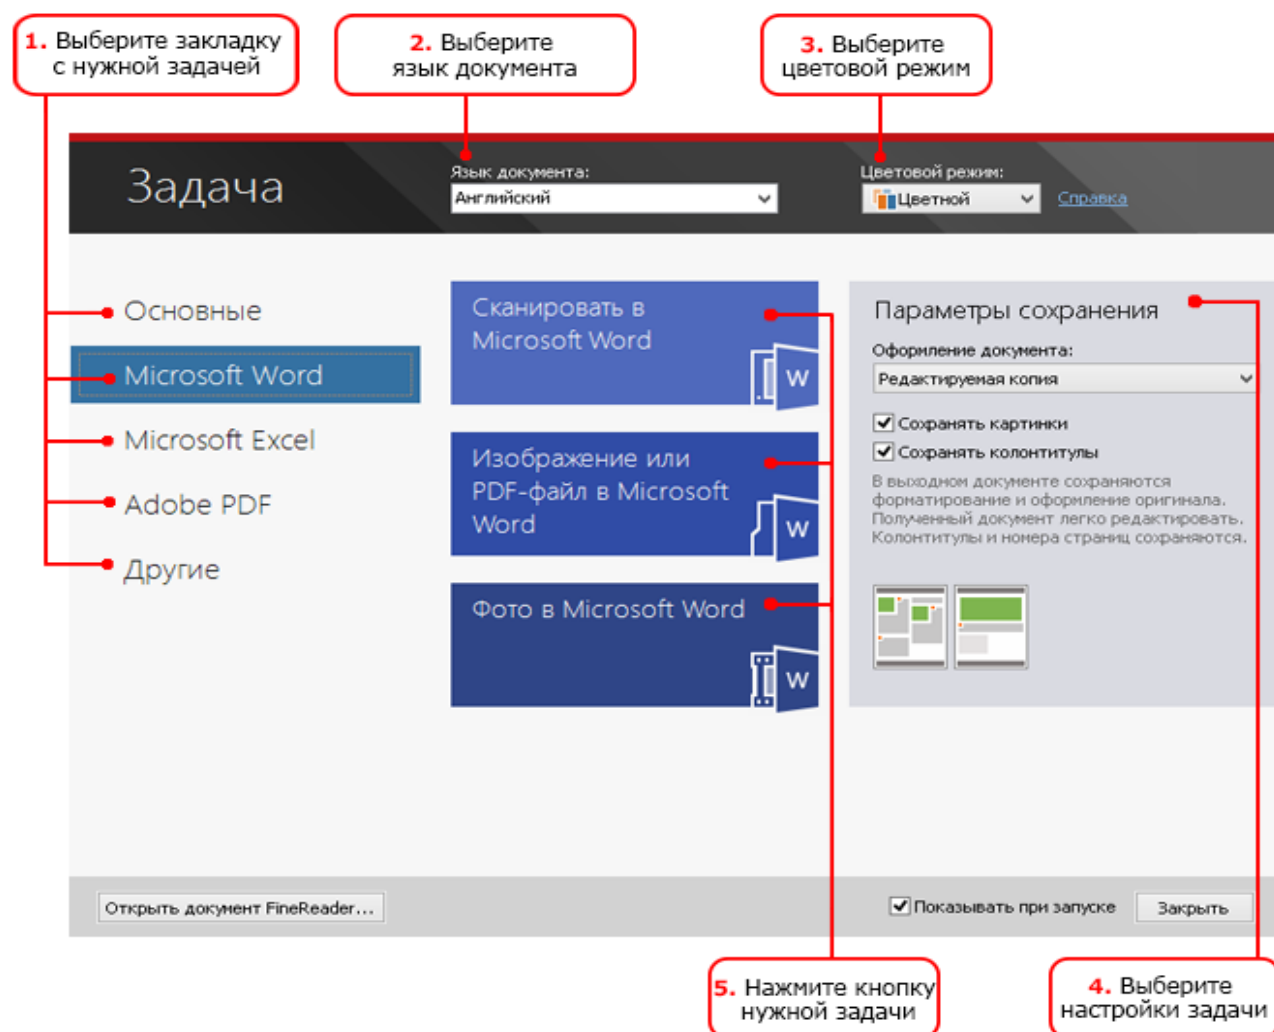 1. Выберите закладку
с нужной задачей
2. Выберите
язык документа
3. Выберите
цветовой режим
Задача
Язык документа:
Английский
Цветовой режим:
Цветной
Справка
Основные
Microsoft Word
Microsoft Excel
Adobe PDF
Другие
Сканировать в
Microsoft Word
W
Изображение или
PDF-файл в Microsoft
Word
W
Фото в Microsoft Word
W
Параметры сохранения
Оформление документа:
Редактируемая копия
Сохранять картинки
Сохранять колонтитулы
В выходном документе сохраняются
форматирование и оформление оригинала.
Полученный документ легко редактировать.
Колонтитулы и номера страниц сохраняются.
Открыть документ FineReader...
Показывать при запуске
Закрыть
5. Нажмите кнопку
нужной задачи
4. Выберите
настройки задачи